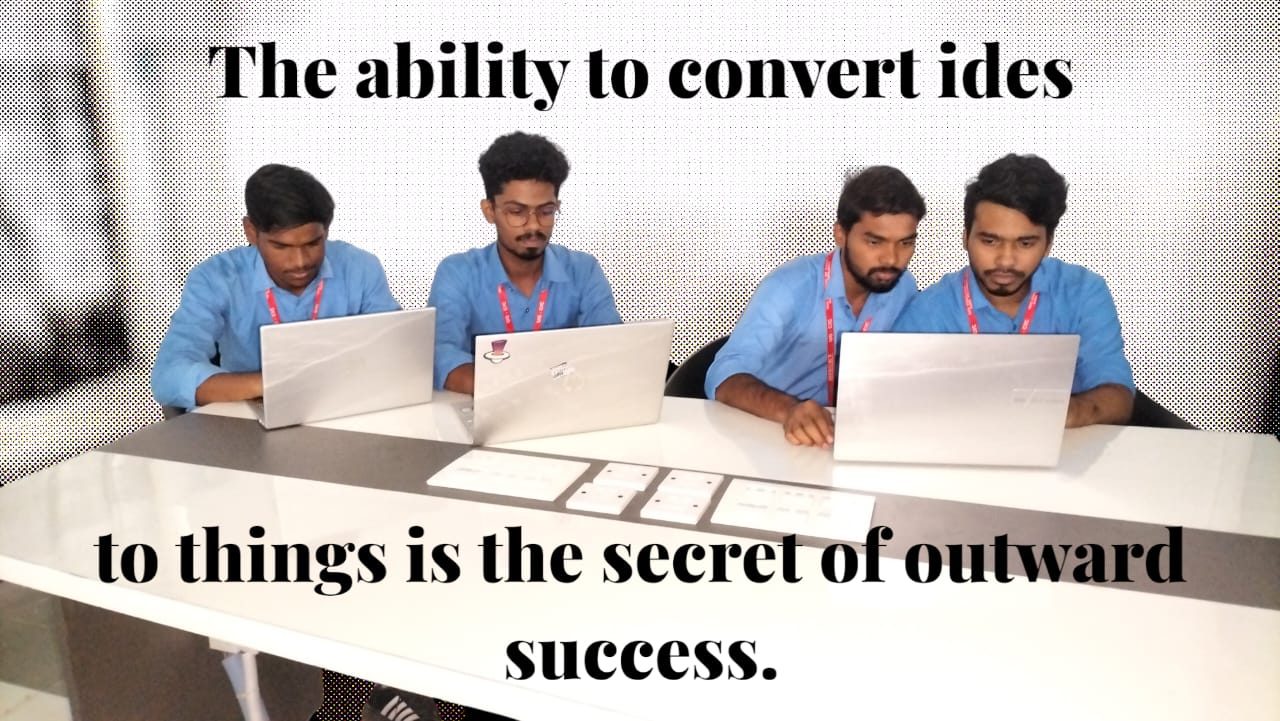 The ability to convert ides
to things is the secret of outward
success.